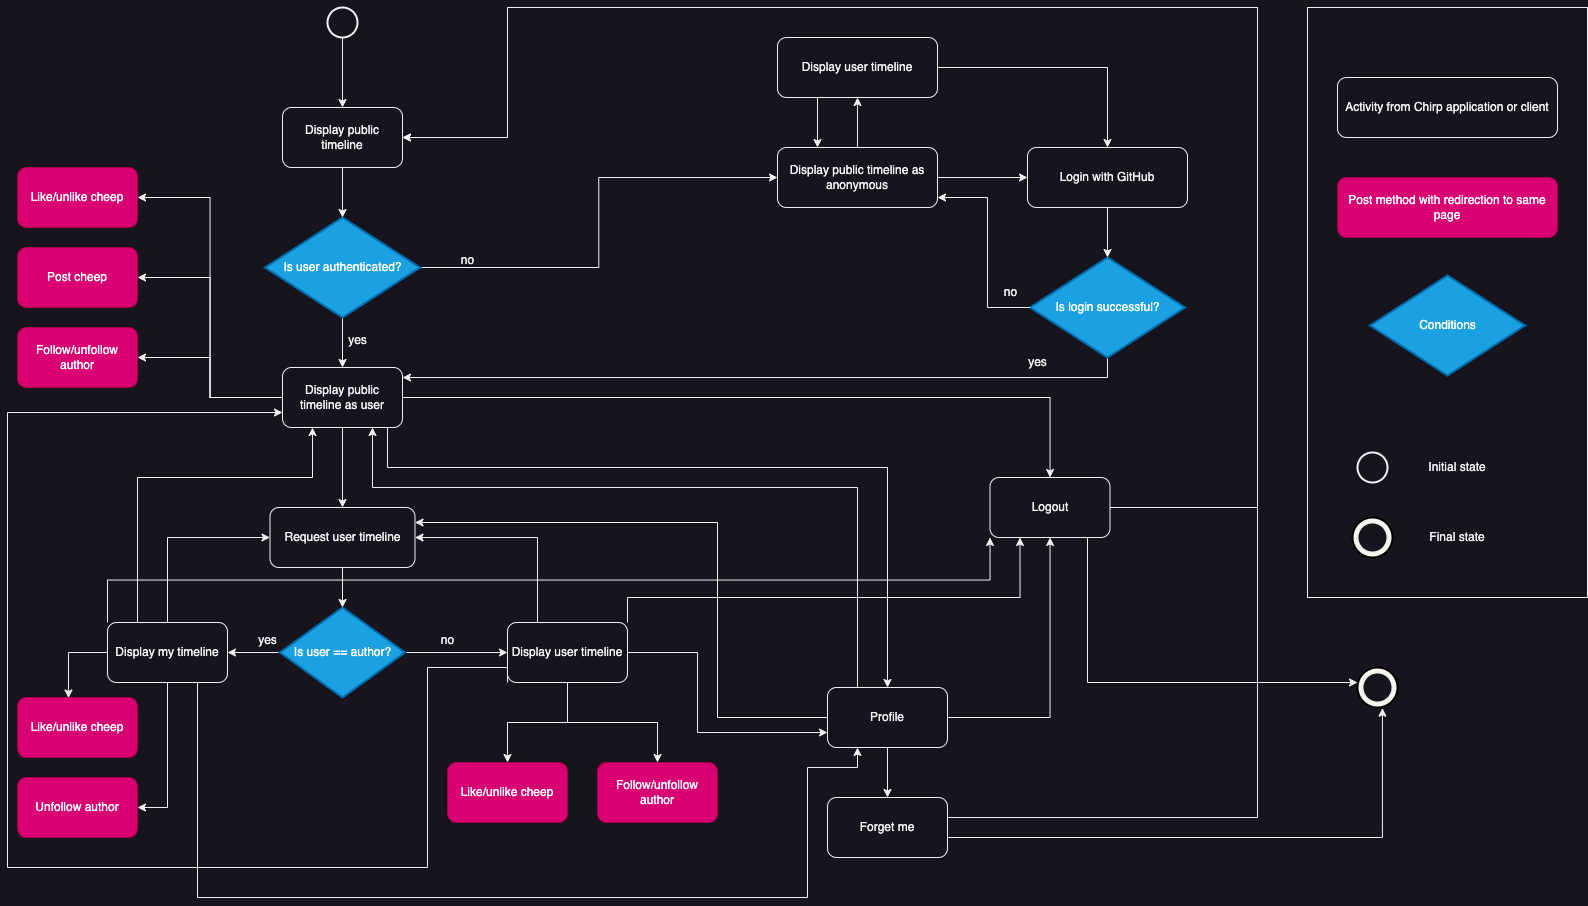 Display user timeline
Activity from Chirp application or client
Display public
timeline
Display public timeline as
anonymous
Login with GitHub
Like/unlike cheep
Post method with redirection to same
page
Is user authenticated?
no
Post cheep
no
Is login successful?
Conditions
yes
Follow/unfollow
author
yes
Display public
timeline as user
Initial state
Logout
Request user timeline
Final state
yes
no
Display my timeline
Is user == author?
Display user timeline
Like/unlike cheep
Profile
Like/unlike cheep
Follow/unfollow
author
Unfollow author
Forget me